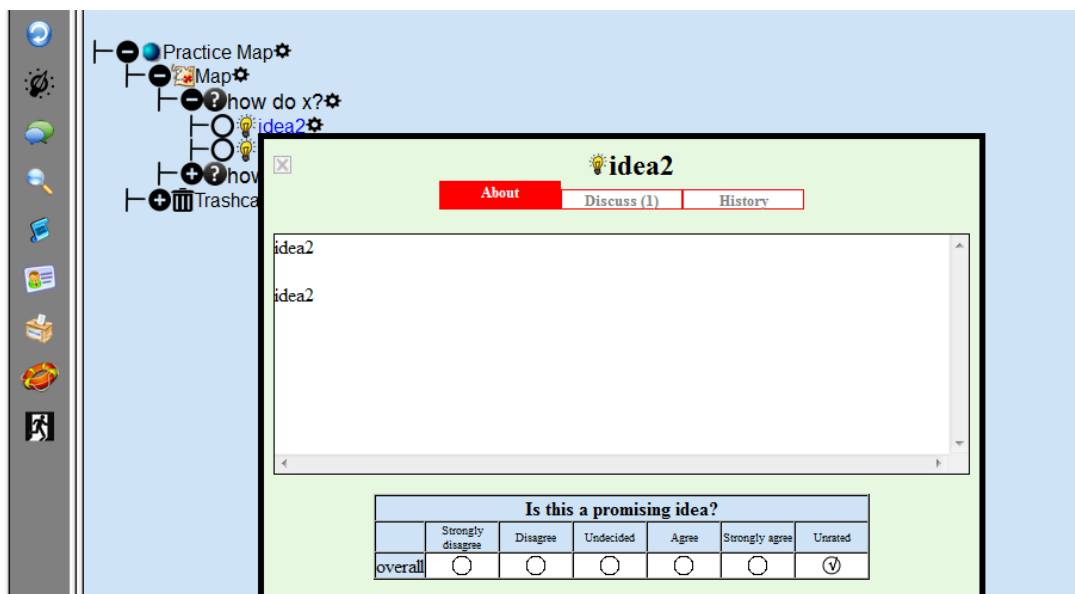 Practice Map
Map
how do x?
idea2
how
Trashca
idea2
About
Discuss (1)
History
idea2
idea2
Is this a promising idea?
Strongly disagree
Disagree
Undecided
Agree
Strongly agree
Unrated
overall